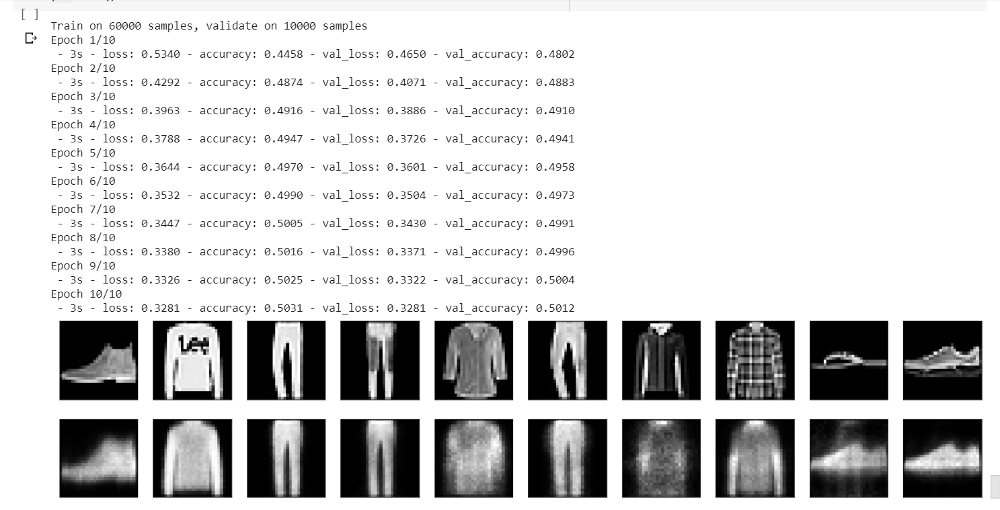 [ ]
Train on 60000 samples, validate on 10000 samples
Epoch 1/10
 - 3s - loss: 0.5340 - accuracy: 0.4458 - val_loss: 0.4650 - val_accuracy: 0.4802
Epoch 2/10
 - 3s - loss: 0.4292 - accuracy: 0.4874 - val_loss: 0.4071 - val_accuracy: 0.4883
Epoch 3/10
 - 3s - loss: 0.3963 - accuracy: 0.4916 - val_loss: 0.3886 - val_accuracy: 0.4910
Epoch 4/10
 - 3s - loss: 0.3788 - accuracy: 0.4947 - val_loss: 0.3726 - val_accuracy: 0.4941
Epoch 5/10
 - 3s - loss: 0.3644 - accuracy: 0.4970 - val_loss: 0.3601 - val_accuracy: 0.4958
Epoch 6/10
 - 3s - loss: 0.3532 - accuracy: 0.4990 - val_loss: 0.3504 - val_accuracy: 0.4973
Epoch 7/10
 - 3s - loss: 0.3447 - accuracy: 0.5005 - val_loss: 0.3430 - val_accuracy: 0.4991
Epoch 8/10
 - 3s - loss: 0.3380 - accuracy: 0.5016 - val_loss: 0.3371 - val_accuracy: 0.4996
Epoch 9/10
 - 3s - loss: 0.3326 - accuracy: 0.5025 - val_loss: 0.3322 - val_accuracy: 0.5004
Epoch 10/10
 - 3s - loss: 0.3281 - accuracy: 0.5031 - val_loss: 0.3281 - val_accuracy: 0.5012
Lee